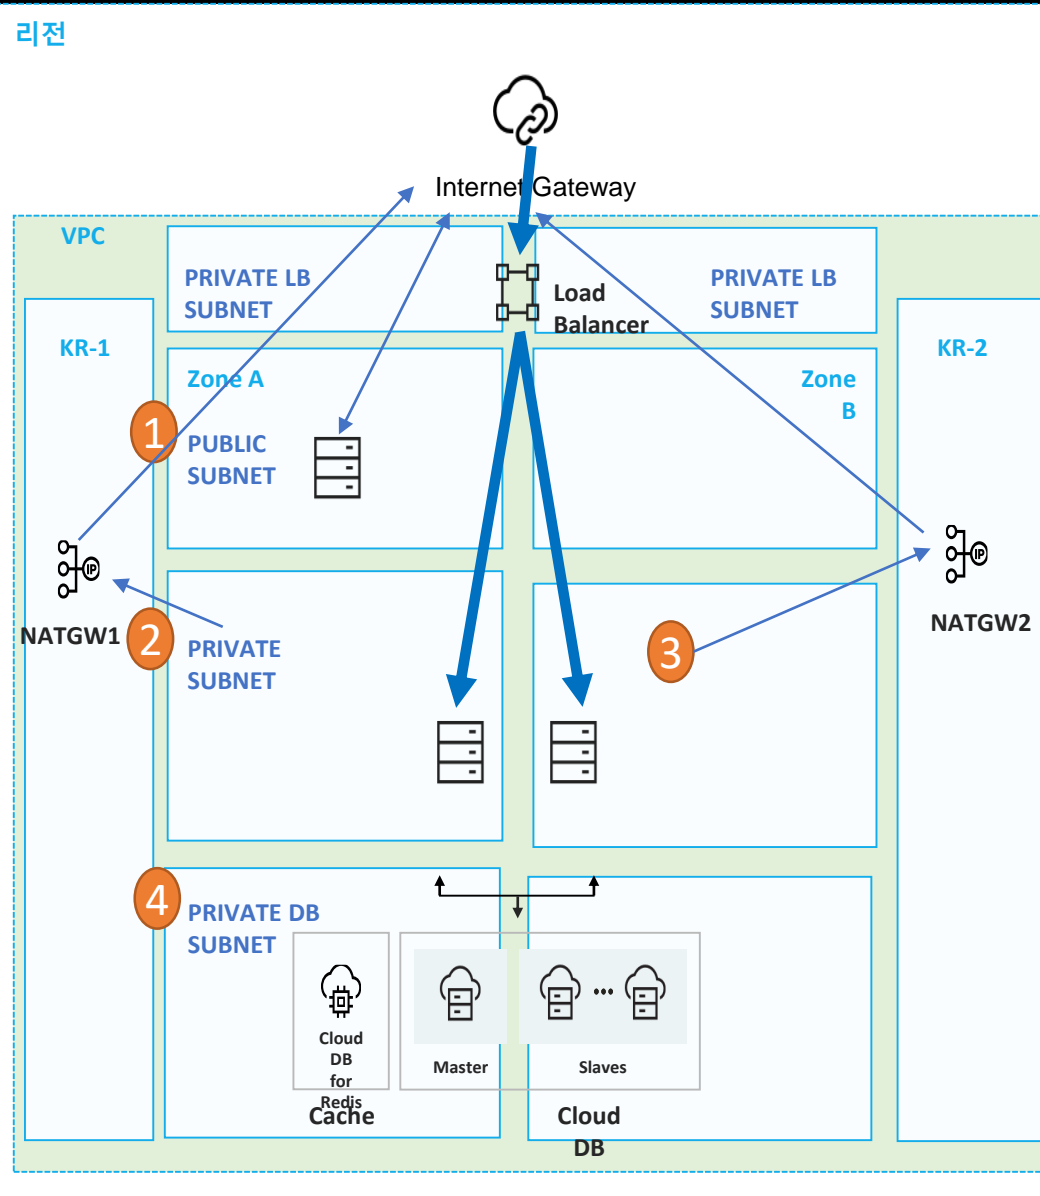 리전
Internet Gateway
VPC
PRIVATE LB
SUBNET
Load
Balancer
PRIVATE LB
SUBNET
KR-1
Zone A
Zone
B
KR-2
1
PUBLIC
SUBNET
IP
NATGW1
2
PRIVATE
SUBNET
3
IP
NATGW2
4
PRIVATE DB
SUBNET
Cloud
DB
for
Redis
Cache
Master
Slaves
Cloud
DB